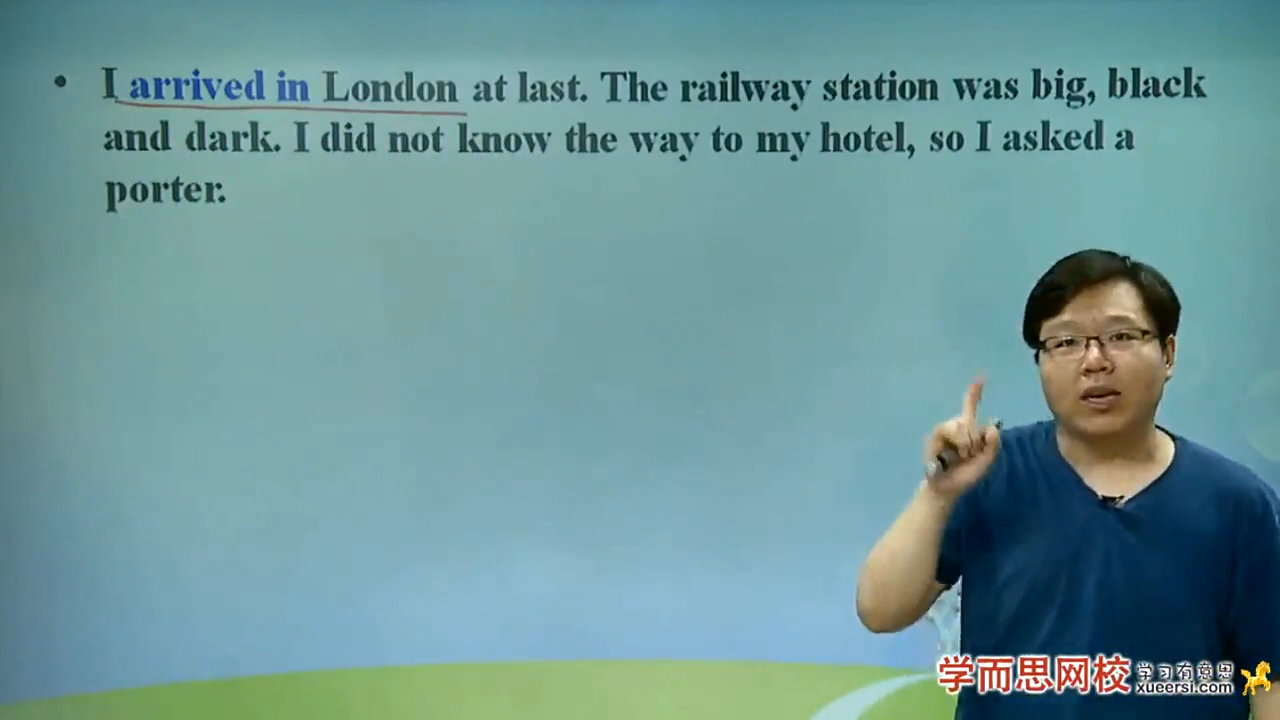 • I arrived in London at last. The railway station was big, black
and dark. I did not know the way to my hotel, so I asked a
porter.
学而思网校 学习有意思
xueersi.com